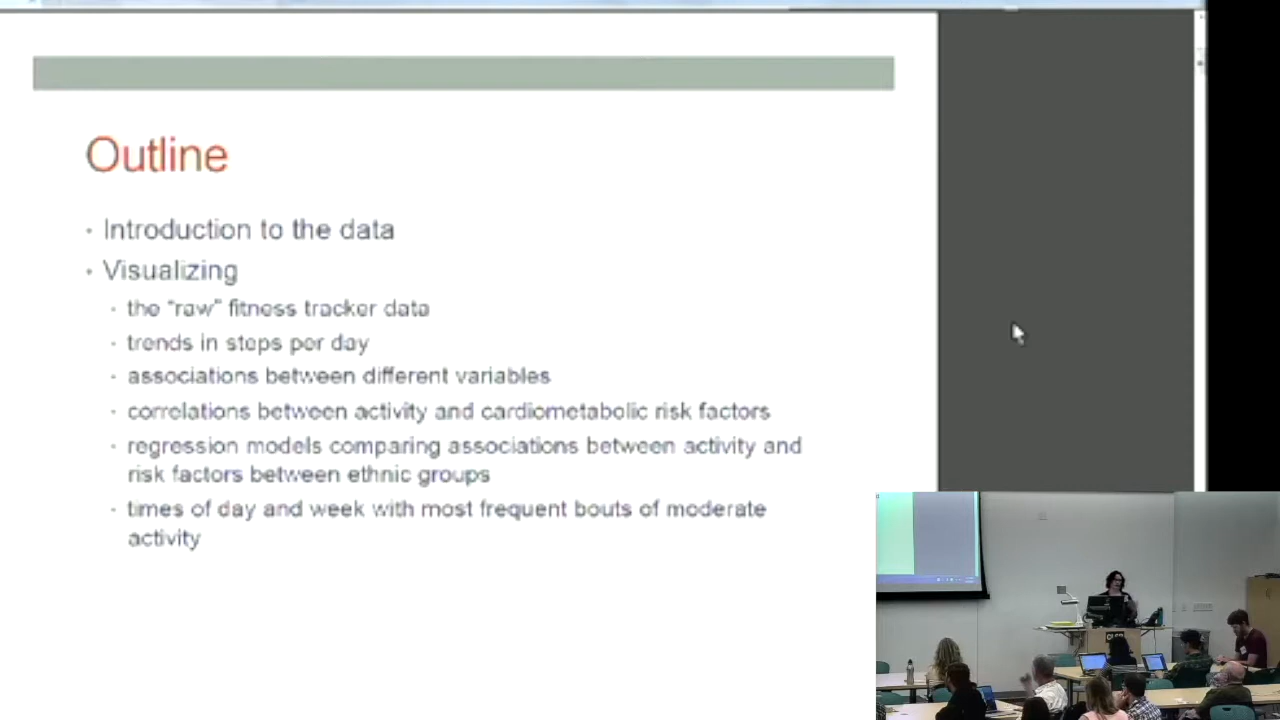 Outline
• Introduction to the data
• Visualizing
• the "raw" fitness tracker data
• trends in steps per day
• associations between different variables
• correlations between activity and cardiometabolic risk factors
• regression models comparing associations between activity and
risk factors between ethnic groups
• times of day and week with most frequent bouts of moderate
activity